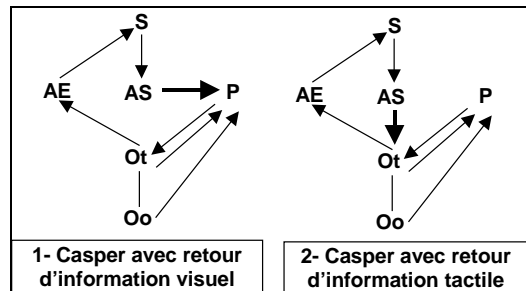 S
AE
AS
P
Ot
Oo
1- Casper avec retour
d'information visuel
S
AE
AS
P
Ot
Oo
2- Casper avec retour
d'information tactile